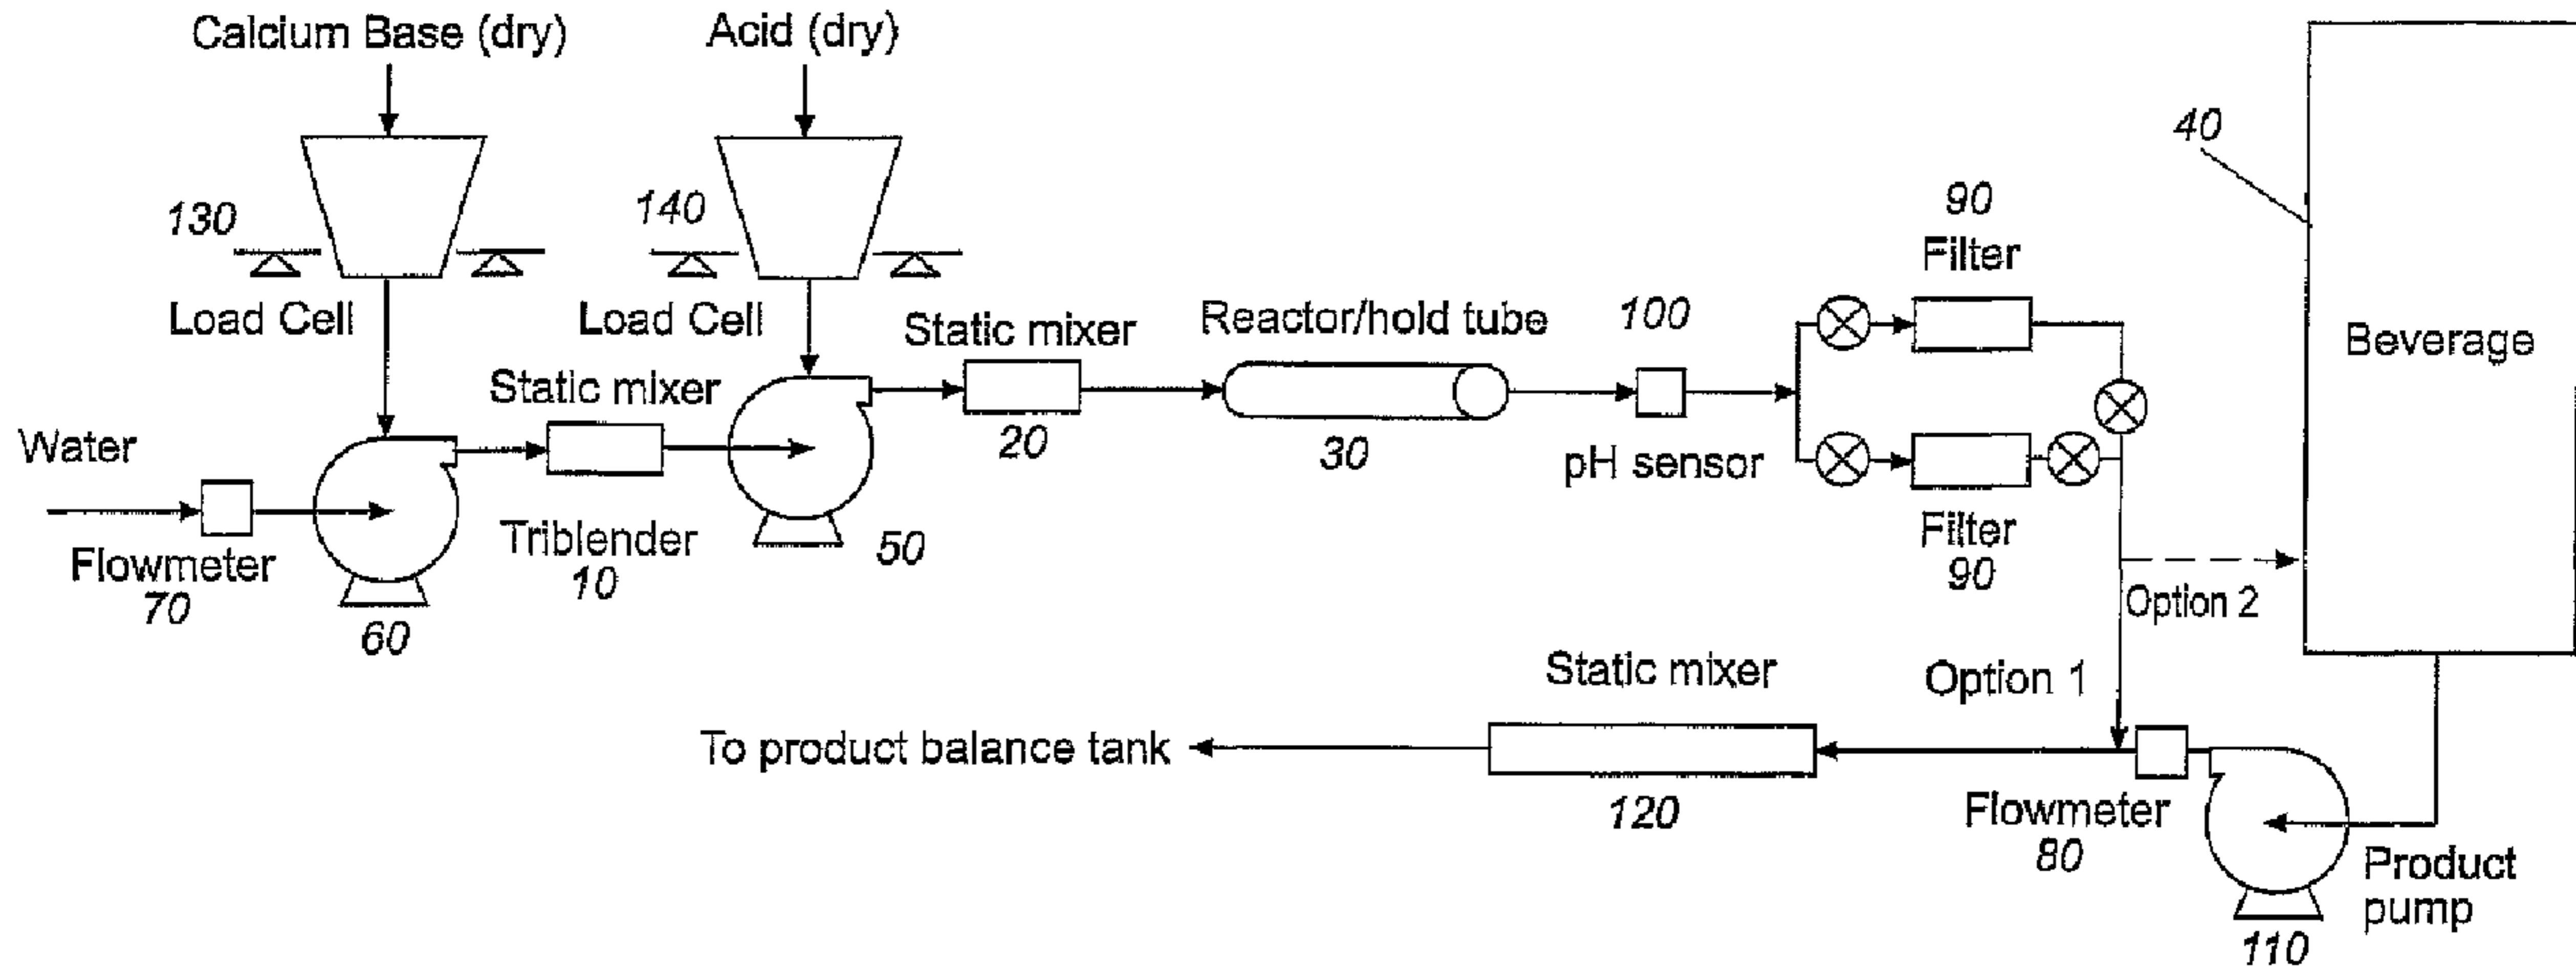 Calcium Base (dry)
Acid (dry)
130
140
Load Cell
Load Cell
Water
Flowmeter
70
60
Static mixer
Triblender
10
50
Static mixer
20
Reactor/hold tube
30
100
pH sensor
90
Filter
Filter
90
40
Beverage
Option 2
Option 1
Static mixer
To product balance tank
120
Flowmeter
80
Product
pump
110